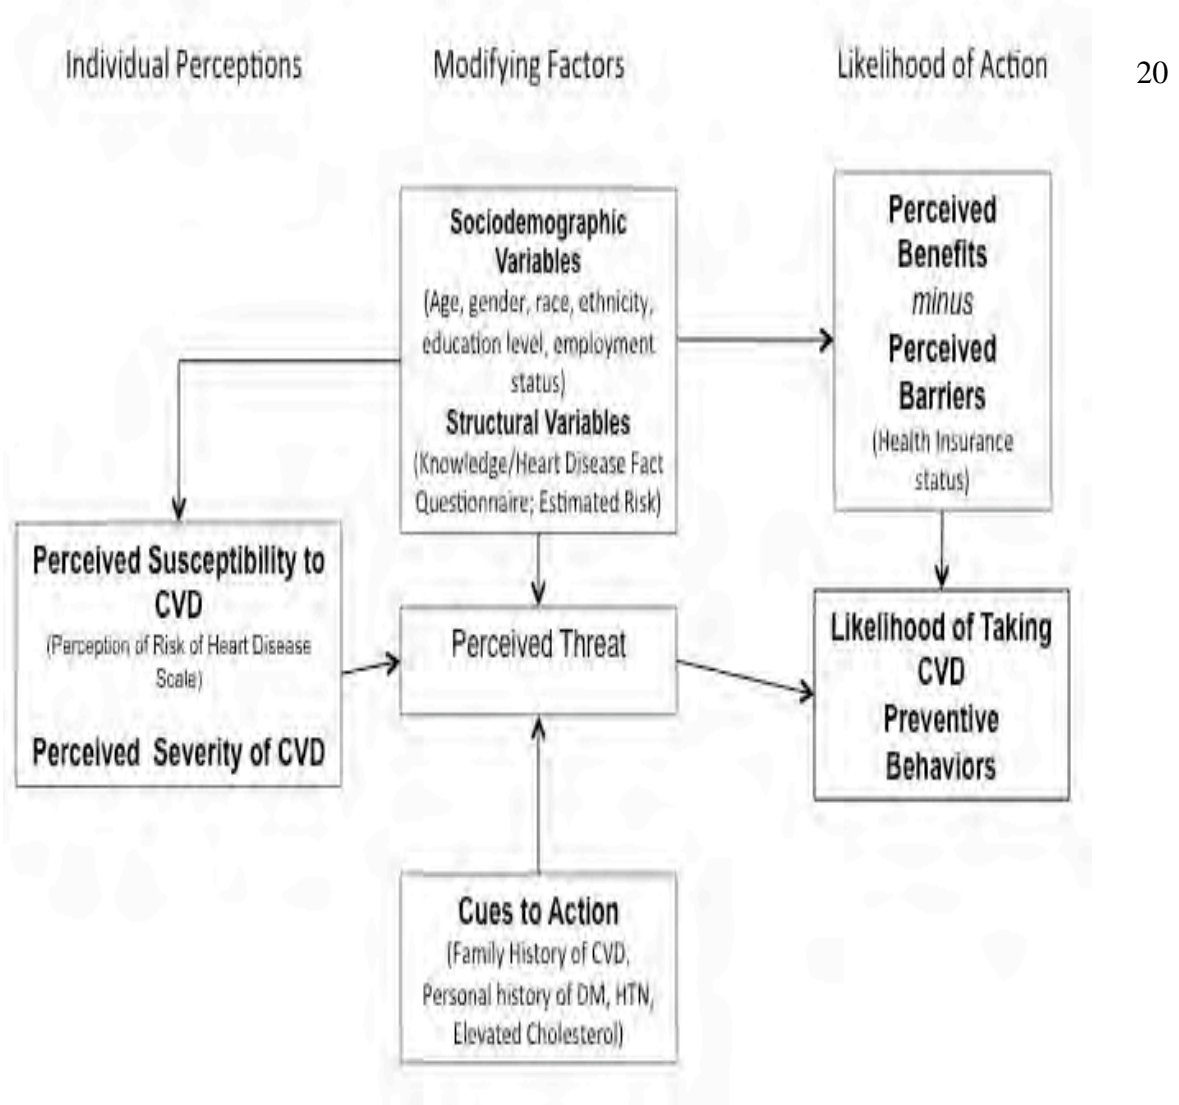 Individual Perceptions
Modifying Factors
Likelihood of Action
20
Sociodemographic
Variables
(Age, gender, race, ethnicity,
education level, employment
status)
Structural Variables
(Knowledge/Heart Disease Fact
Questionnaire; Estimated Risk)
Perceived
Benefits
minus
Perceived
Barriers
(Health Insurance
status)
Perceived Susceptibility to
CVD
(Perception of Risk of Heart Disease
Scale)
Perceived Severity of CVD
Perceived Threat
Likelihood of Taking
CVD
Preventive
Behaviors
Cues to Action
(Family History of CVD,
Personal history of DM, HTN,
Elevated Cholesterol)